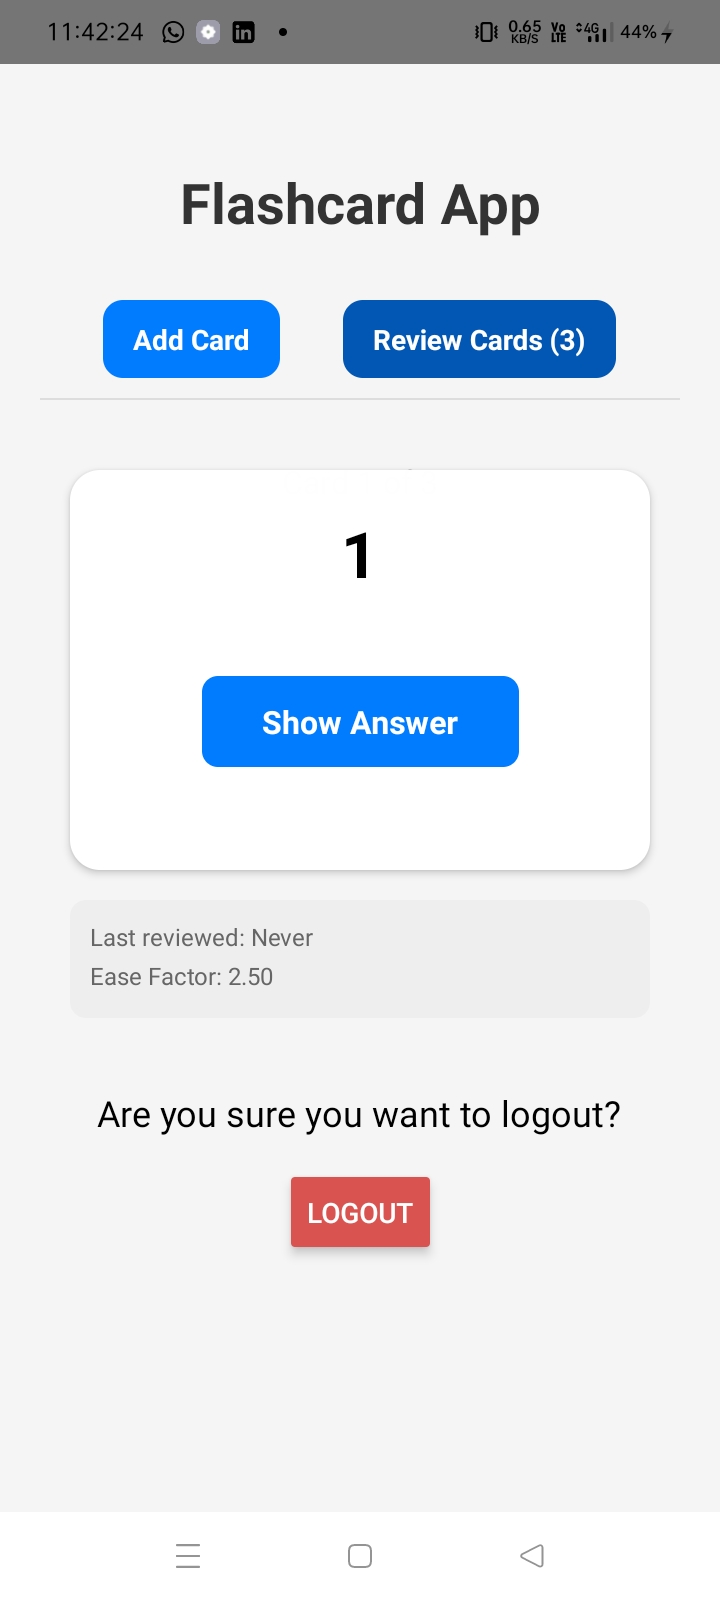 11:42:24 0.65 KB/S Vo LTE 4G 44%
Flashcard App
Add Card Review Cards (3)
1
Show Answer
Last reviewed: Never
Ease Factor: 2.50
Are you sure you want to logout?
LOGOUT